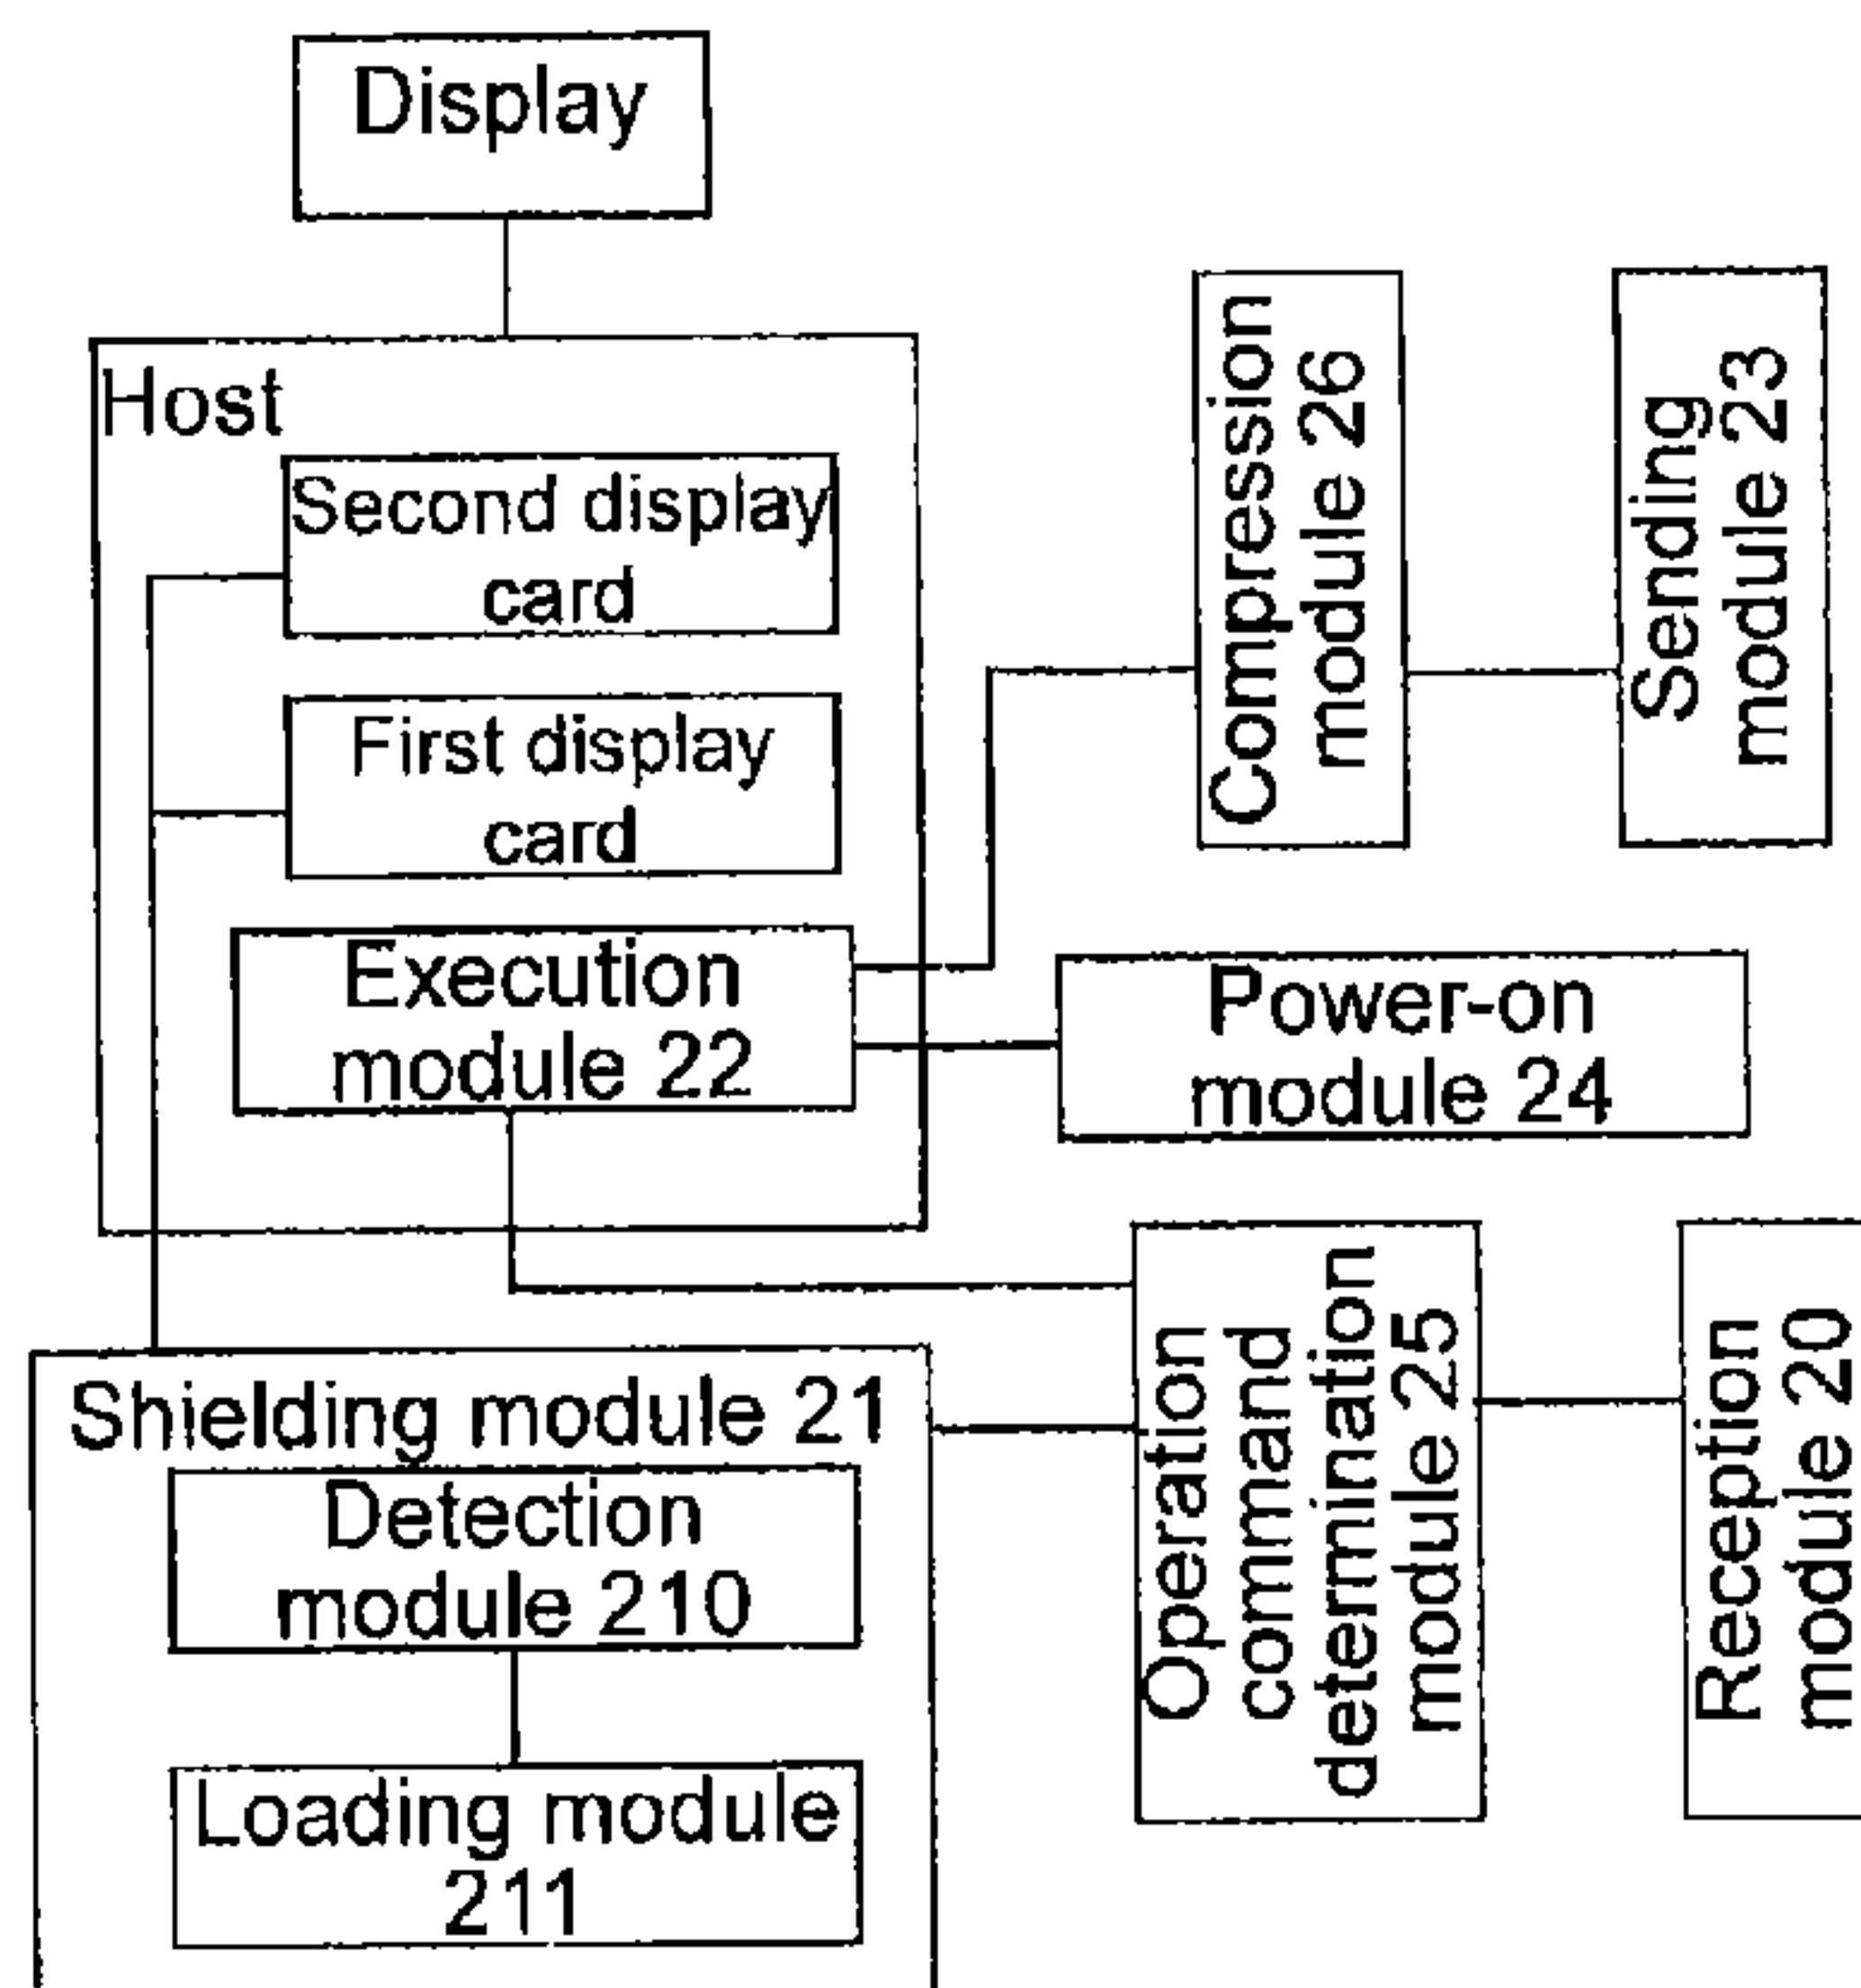 Display
Host
Second display
card
First display
card
Execution
module 22
Compression
module 26
Sending
module 23
Power-on
module 24
Shielding module 21
Detection
module 210
Loading module
211
Operation
command
determination
module 25
Reception
module 20